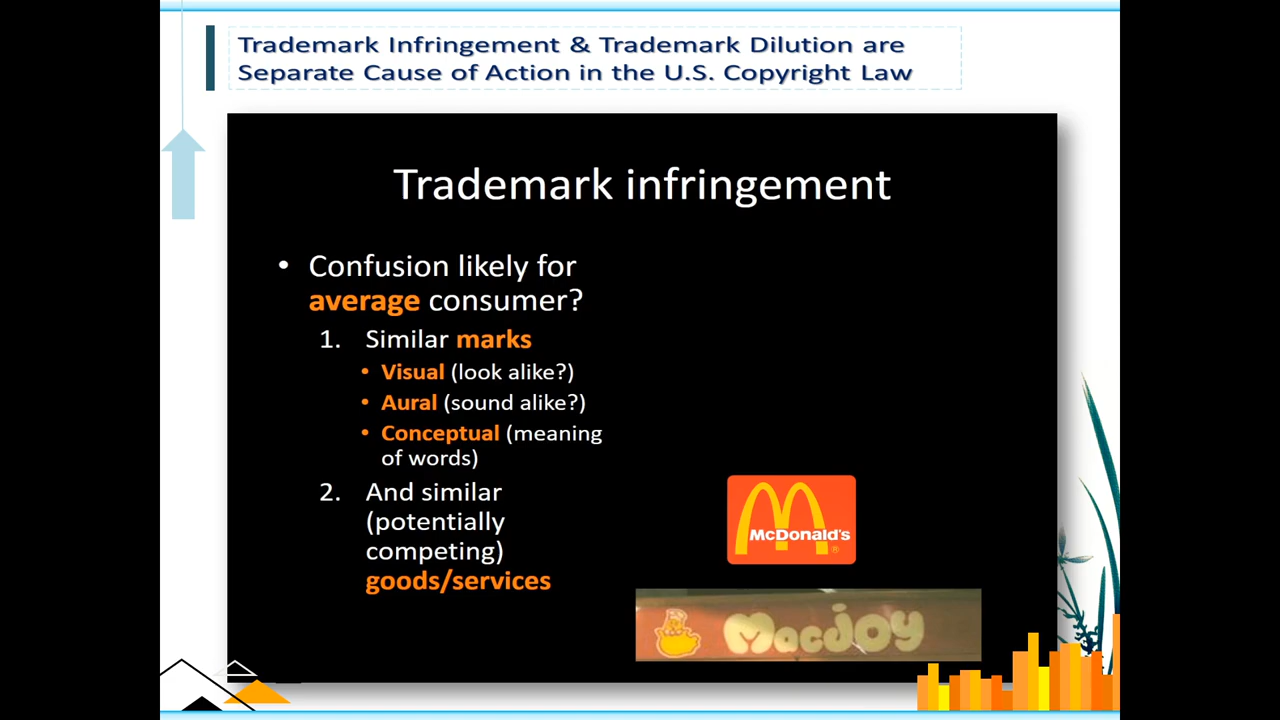 Trademark Infringement & Trademark Dilution are
Separate Cause of Action in the U.S. Copyright Law
Trademark infringement
• Confusion likely for
average consumer?
1. Similar marks
• Visual (look alike?)
• Aural (sound alike?)
• Conceptual (meaning
of words)
2. And similar
(potentially
competing)
goods/services
McDonald's
®
Macjoy